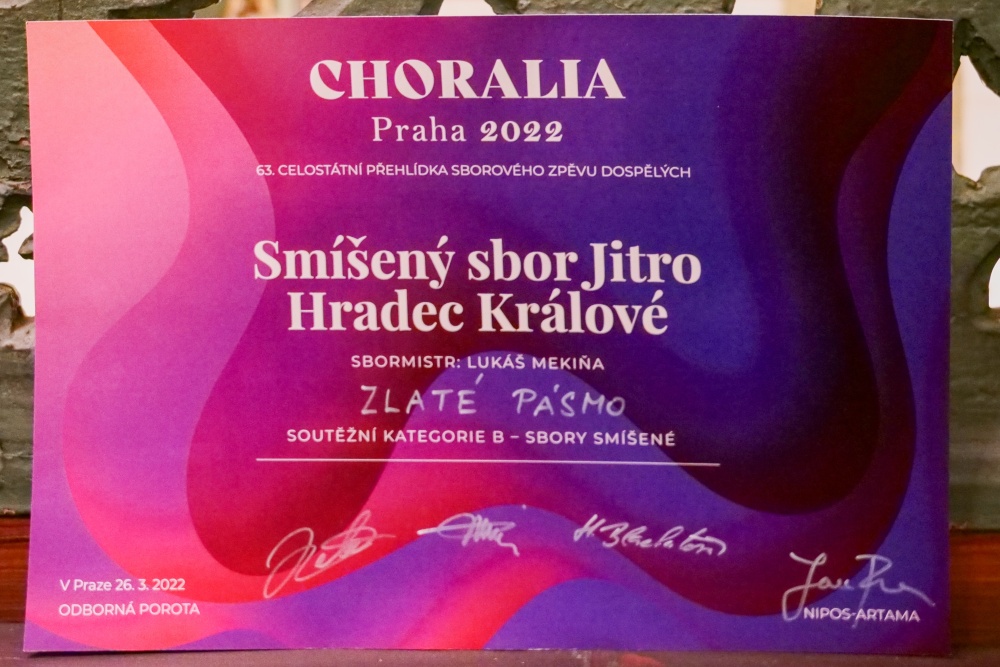 CHORALIA
Praha 2022
63. CELOSTÁTNÍ PŘEHLÍDKA SBOROVÉHO ZPĚVU DOSPĚLÝCH
Smíšený sbor Jitro
Hradec Králové
SBORMISTR: LUKÁŠ MEKIŇA
ZLATÉ PÁSMO
SOUTĚŽNÍ KATEGORIE B – SBORY SMÍŠENÉ
V Praze 26. 3. 2022
ODBORNÁ POROTA
NIPOS-ARTAMA